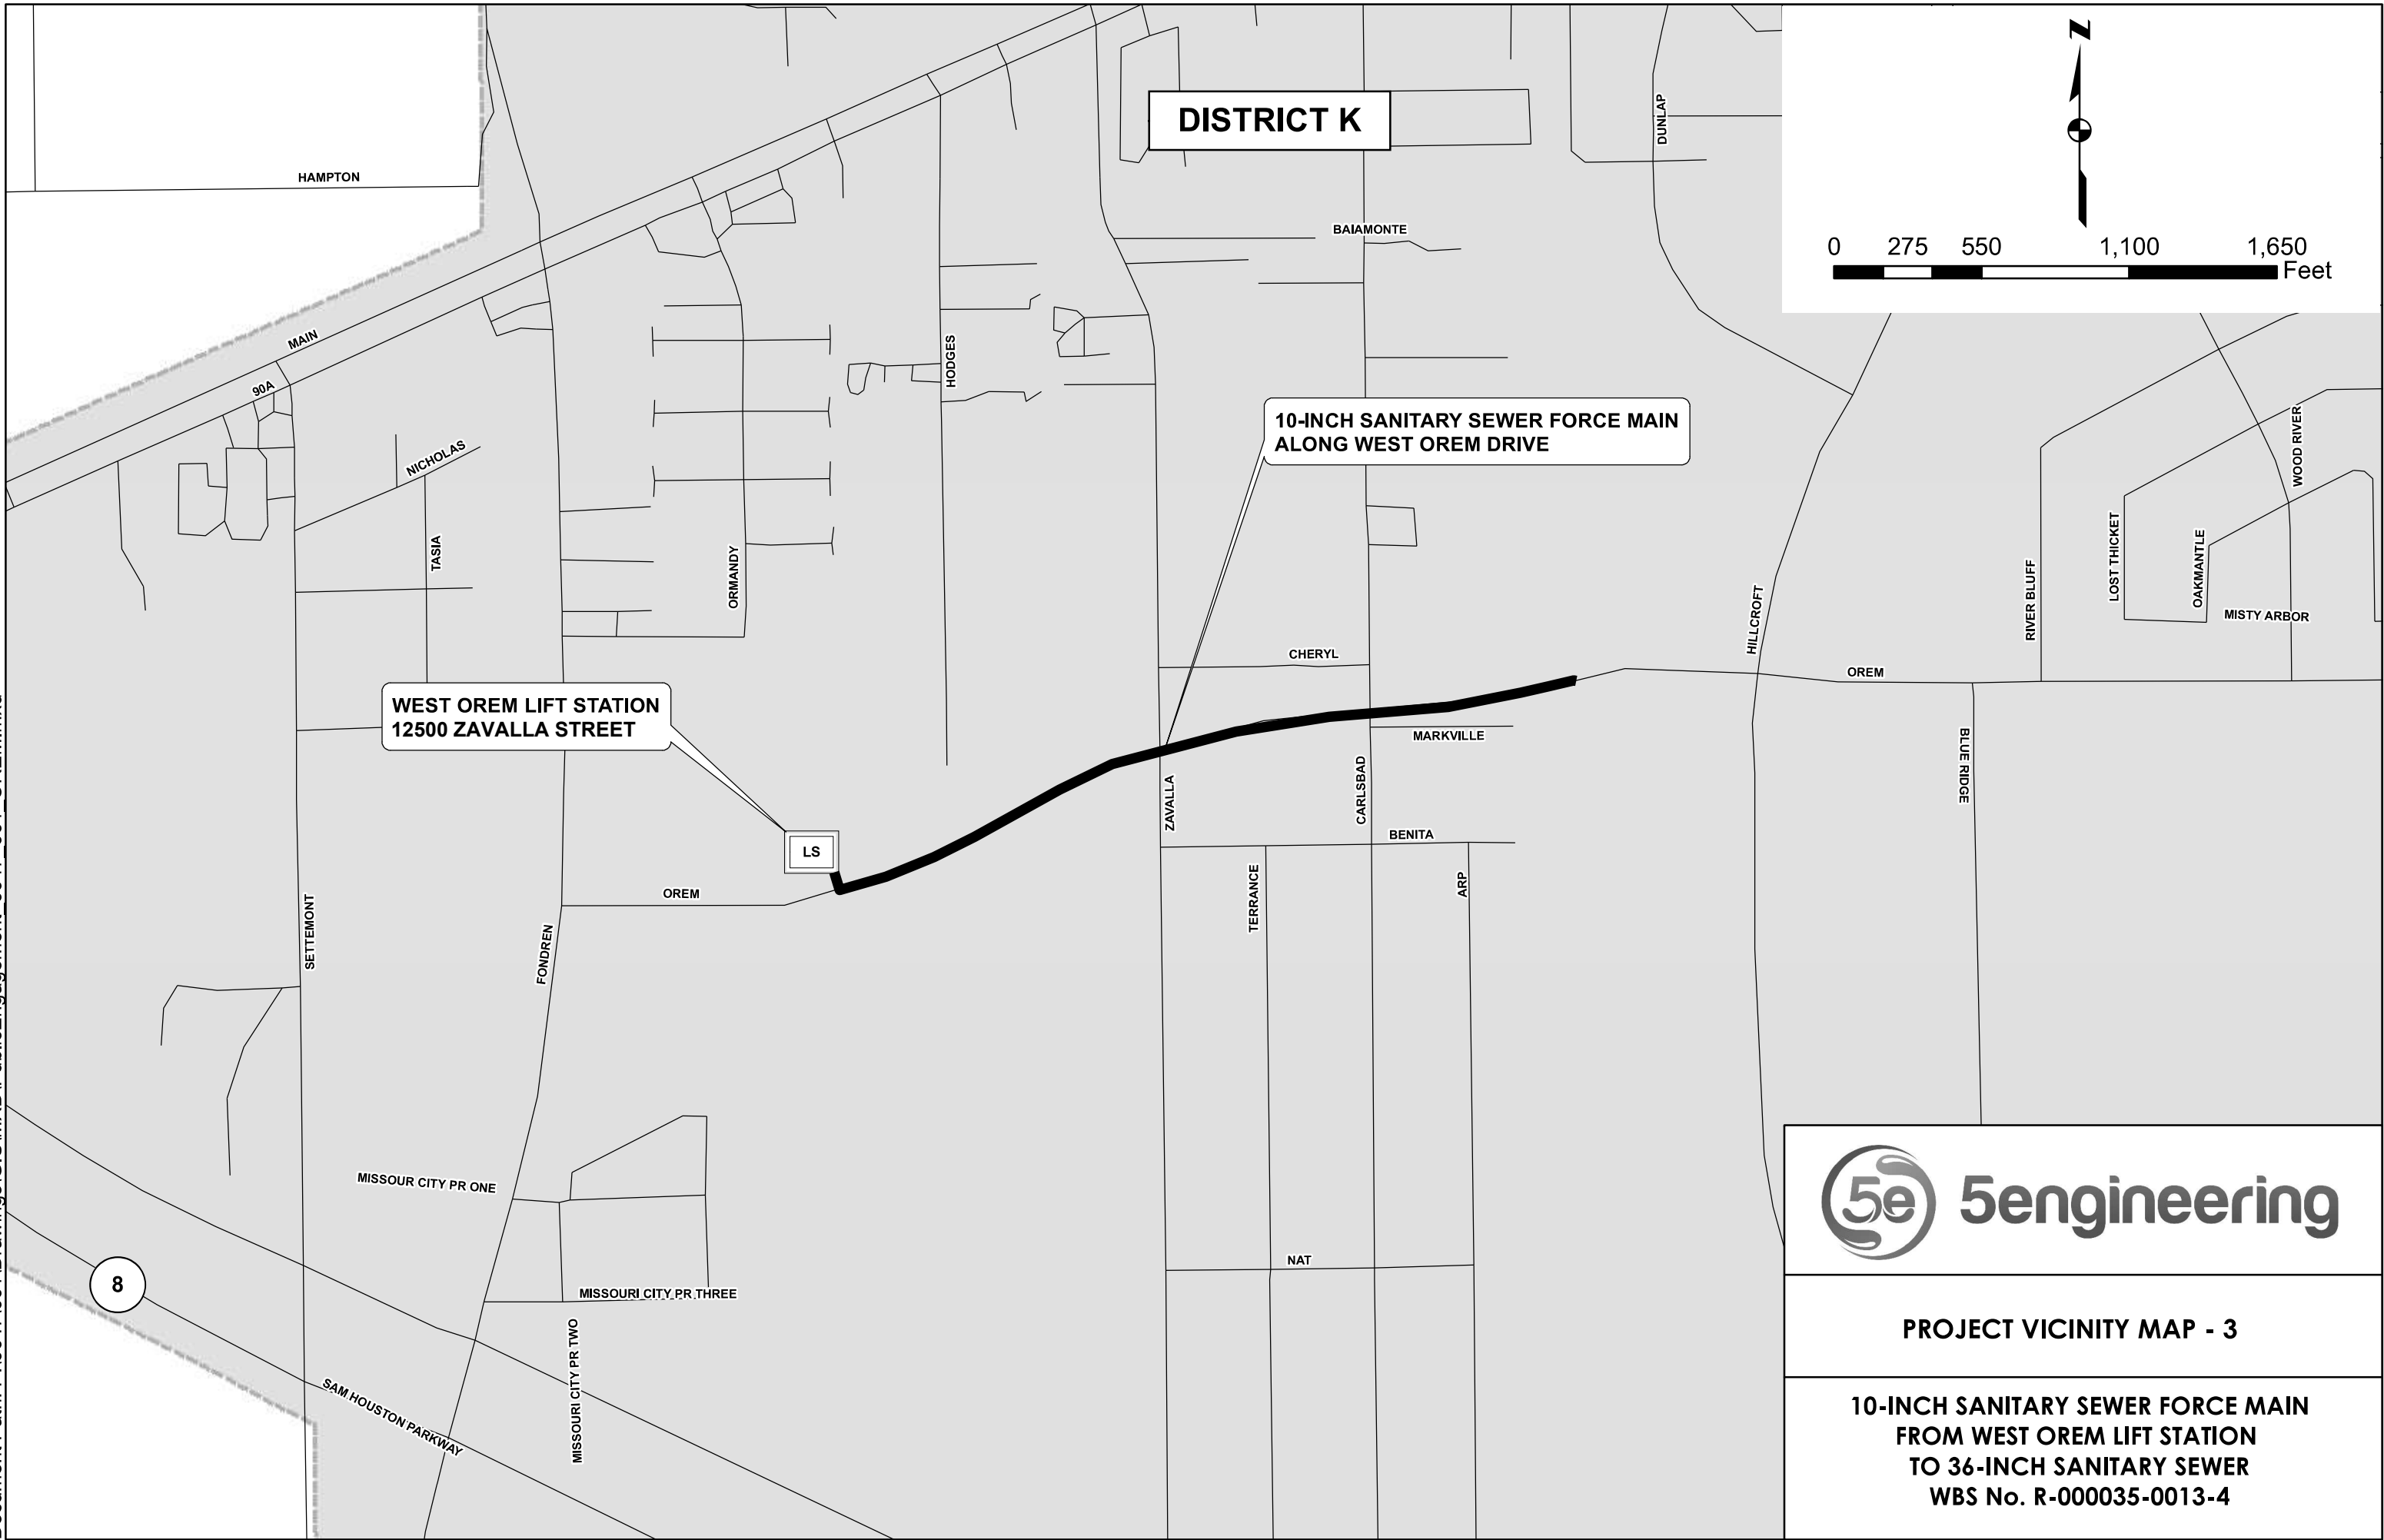 DISTRICT K
N
0 275 550 1,100 1,650
Feet
HAMPTON
DUNLAP
BAIAMONTE
MAIN
90A
HODGES
NICHOLAS
TASIA
ORMANDY
10-INCH SANITARY SEWER FORCE MAIN
ALONG WEST OREM DRIVE
WOOD RIVER
LOST THICKET
OAKMANTLE
RIVER BLUFF
MISTY ARBOR
HILLCROFT
CHERYL
OREM
WEST OREM LIFT STATION
12500 ZAVALLA STREET
MARKVILLE
BLUE RIDGE
ZAVALLA
CARLSBAD
BENITA
LS
OREM
TERRANCE
ARP
SETTEMONT
FONDREN
MISSOUR CITY PR ONE
NAT
8
MISSOURI CITY PR THREE
MISSOURI CITY PR TWO
SAM HOUSTON PARKWAY
5e 5engineering
PROJECT VICINITY MAP - 3
10-INCH SANITARY SEWER FORCE MAIN
FROM WEST OREM LIFT STATION
TO 36-INCH SANITARY SEWER
WBS No. R-000035-0013-4